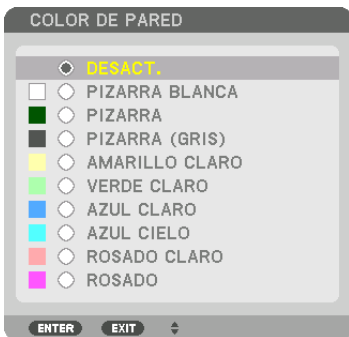 COLOR DE PARED
DESACT.
PIZARRA BLANCA
PIZARRA
PIZARRA (GRIS)
AMARILLO CLARO
VERDE CLARO
AZUL CLARO
AZUL CIELO
ROSADO CLARO
ROSADO
ENTER EXIT